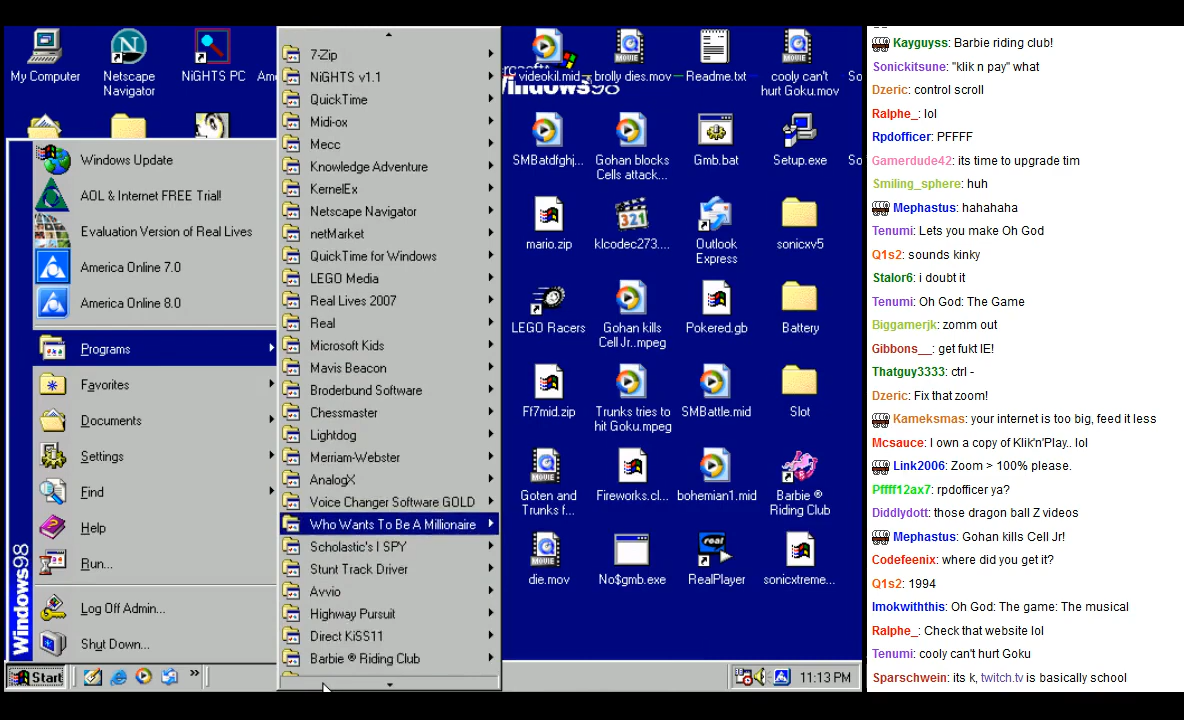 My Computer
Netscape
Navigator
NiGHTS PC
Windows Update
AOL & Internet FREE Trial!
Evaluation Version of Real Lives
America Online 7.0
America Online 8.0
Programs
Favorites
Documents
Settings
Find
Help
Run...
Log Off Admin...
Shut Down...
Windows98
Start
7-Zip
NiGHTS v1.1
QuickTime
Midi-ox
Mecc
Knowledge Adventure
KernelEx
Netscape Navigator
netMarket
QuickTime for Windows
LEGO Media
Real Lives 2007
Real
Microsoft Kids
Mavis Beacon
Broderbund Software
Chessmaster
Lightdog
Merriam-Webster
AnalogX
Voice Changer Software GOLD
Who Wants To Be A Millionaire
Scholastic's I SPY
Stunt Track Driver
Avvio
Highway Pursuit
Direct KiSS11
Barbie ® Riding Club
videokil.mid
brolly dies.mov
Readme.txt
cooly can't
hurt Goku.mov
SMBatdfghj...
Gohan blocks
Cells attack...
Gmb.bat
Setup.exe
mario.zip
klcodec273....
Outlook
Express
sonicxv5
LEGO Racers
Gohan kills
Cell Jr..mpeg
Pokered.gb
Battery
Ff7mid.zip
Trunks tries to
hit Goku.mpeg
SMBattle.mid
Slot
Goten and
Trunks f...
Fireworks.cl...
bohemian1.mid
Barbie ®
Riding Club
die.mov
No$gmb.exe
RealPlayer
sonicxtreme...
11:13 PM
Kayguyss: Barbie riding club!
Sonickitsune: "klik n pay" what
Dzeric: control scroll
Ralphe_: lol
Rpdofficer: PFFFF
Gamerdude42: its time to upgrade tim
Smiling_sphere: huh
Mephastus: hahahaha
Tenumi: Lets you make Oh God
Q1s2: sounds kinky
Stalor6: i doubt it
Tenumi: Oh God: The Game
Biggamerjk: zomm out
Gibbons__: get fukt IE!
Thatguy3333: ctrl -
Dzeric: Fix that zoom!
Kameksmas: your internet is too big, feed it less
Mcsauce: I own a copy of Klik'n'Play.. lol
Link2006: Zoom > 100% please.
Pffff12ax7: rpdofficer ya?
Diddlydott: those dragon ball Z videos
Mephastus: Gohan kills Cell Jr!
Codefeenix: where did you get it?
Q1s2: 1994
Imokwiththis: Oh God: The game: The musical
Ralphe_: Check that website lol
Tenumi: cooly can't hurt Goku
Sparschwein: its k, twitch.tv is basically school